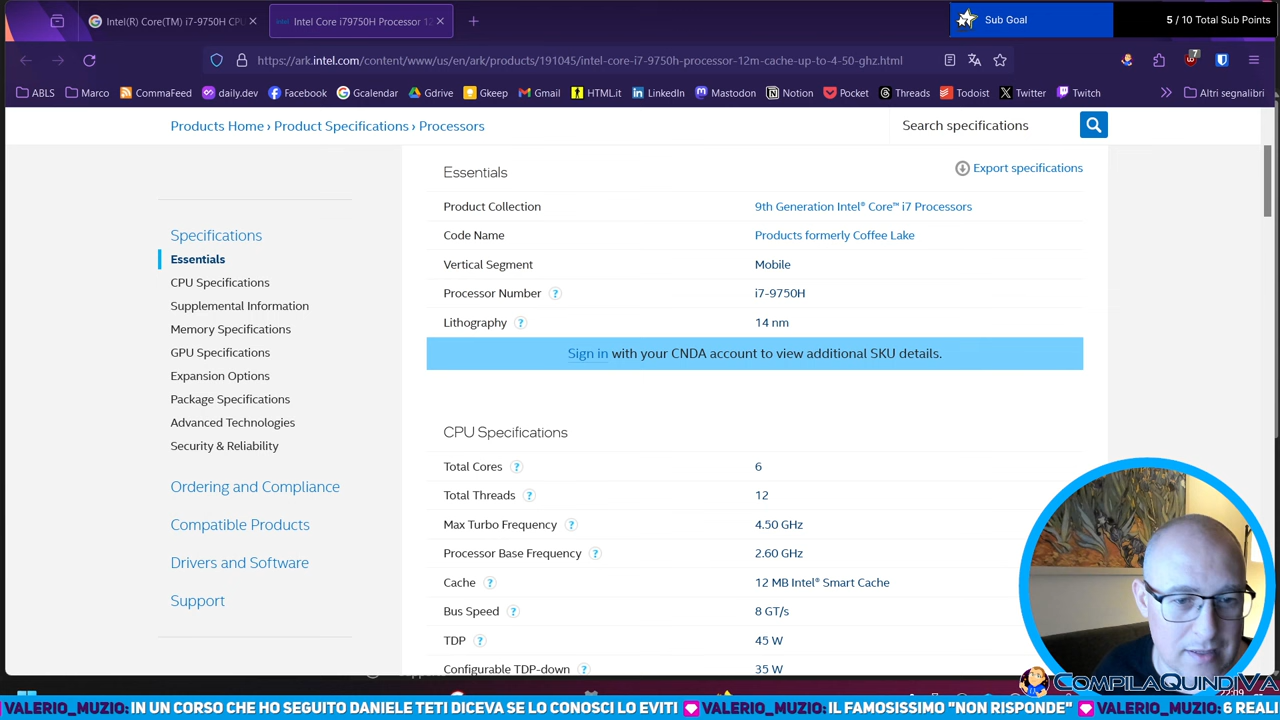 Intel(R) Core(TM) i7-9750H CPU
Intel Core i79750H Processor 12
Sub Goal
5 / 10 Total Sub Points
https://ark.intel.com/content/www/us/en/ark/products/191045/intel-core-i7-9750h-processor-12m-cache-up-to-4-50-ghz.html
7
ABLS
Marco
CommaFeed
daily.dev
Facebook
Gcalendar
Gdrive
Gkeep
Gmail
HTML.it
LinkedIn
Mastodon
Notion
Pocket
Threads
Todoist
Twitter
Twitch
Altri segnalibri
Products Home › Product Specifications › Processors
Search specifications
Essentials
Export specifications
Product Collection
9th Generation Intel® Core™ i7 Processors
Code Name
Products formerly Coffee Lake
Vertical Segment
Mobile
Processor Number ?
i7-9750H
Lithography ?
14 nm
Sign in with your CNDA account to view additional SKU details.
CPU Specifications
Total Cores ?
6
Total Threads ?
12
Max Turbo Frequency ?
4.50 GHz
Processor Base Frequency ?
2.60 GHz
Cache ?
12 MB Intel® Smart Cache
Bus Speed ?
8 GT/s
TDP ?
45 W
Configurable TDP-down ?
35 W
Specifications
Essentials
CPU Specifications
Supplemental Information
Memory Specifications
GPU Specifications
Expansion Options
Package Specifications
Advanced Technologies
Security & Reliability
Ordering and Compliance
Compatible Products
Drivers and Software
Support
COMPILAQUINDIVA
VALERIO_MUZIO: IN UN CORSO CHE HO SEGUITO DANIELE TETI DICEVA SE LO CONOSCI LO EVITI VALERIO_MUZIO: IL FAMOSISSIMO "NON RISPONDE" VALERIO_MUZIO: 6 REALI